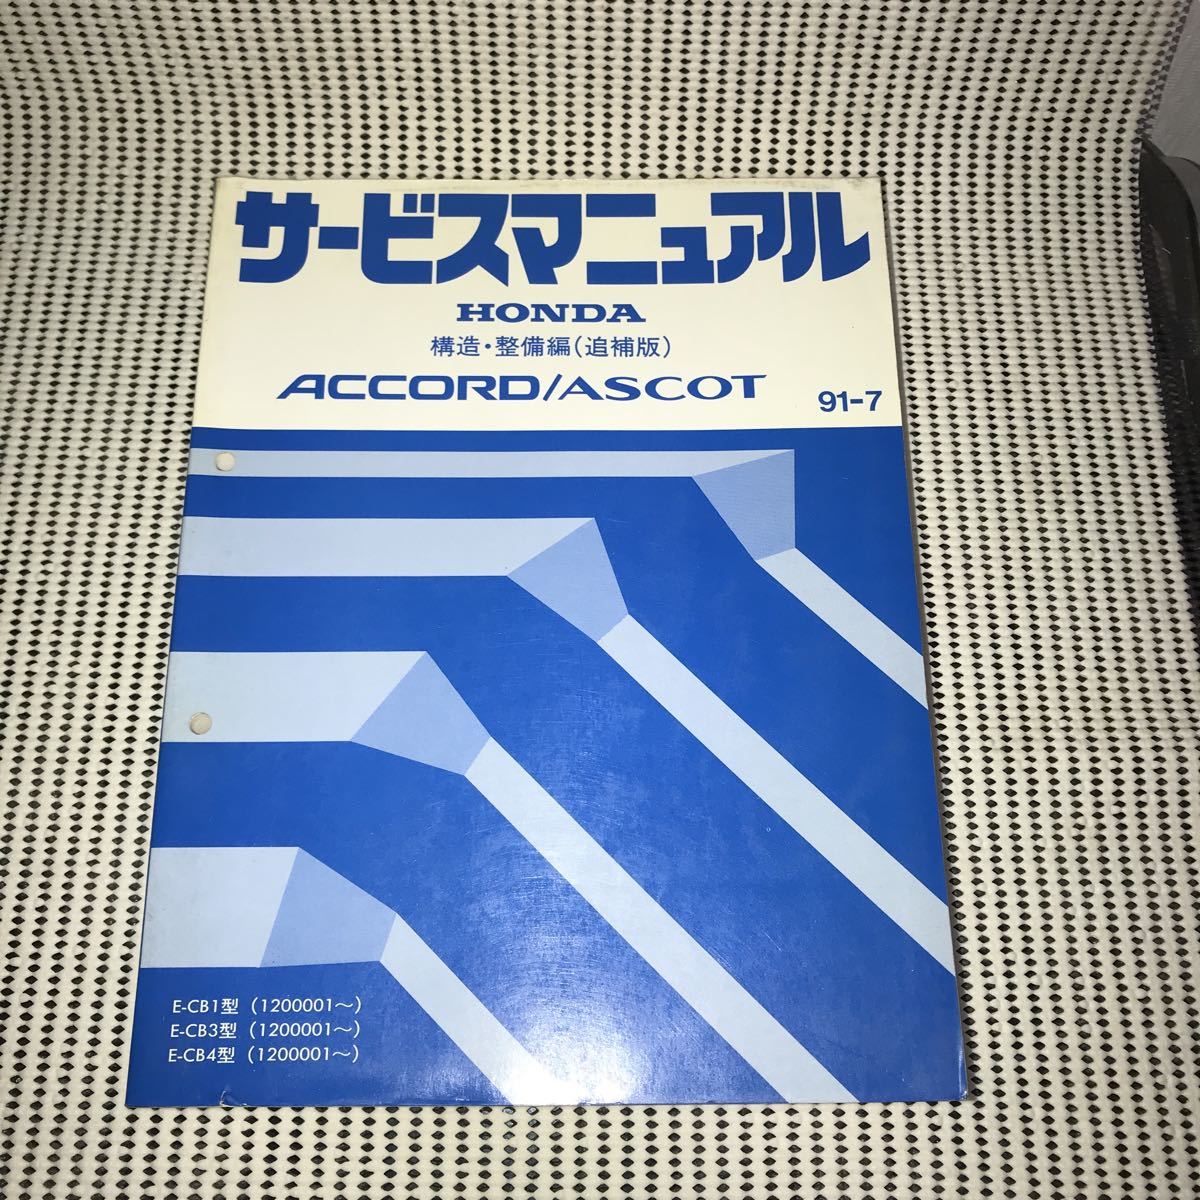 サービスマニュアル
HONDA
構造・整備編(追補版)
ACCORD/ASCOT 91-7
E-CB1型 (1200001～)
E-CB3型 (1200001～)
E-CB4型 (1200001～)